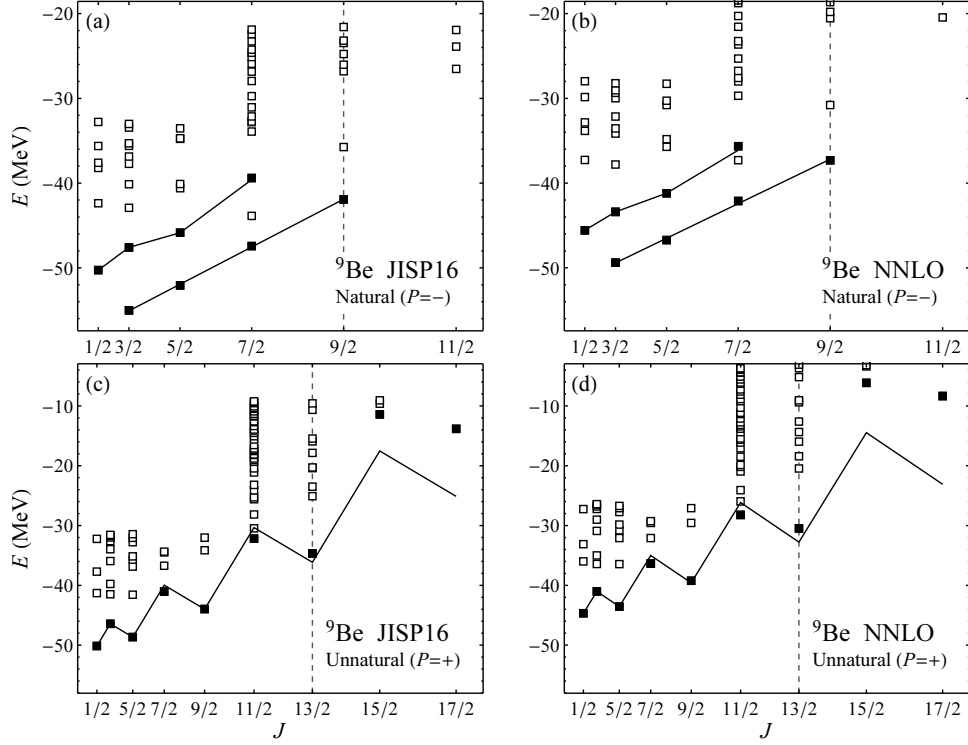 (a)
−20
−30
−40
−50
E (MeV)
⁹Be JISP16
Natural (P=−)
1/2 3/2 5/2 7/2 9/2 11/2
(b)
−20
−30
−40
−50
⁹Be NNLO
Natural (P=−)
1/2 3/2 5/2 7/2 9/2 11/2
(c)
−10
−20
−30
−40
−50
E (MeV)
⁹Be JISP16
Unnatural (P=+)
1/2 5/2 7/2 9/2 11/2 13/2 15/2 17/2
J
(d)
−10
−20
−30
−40
−50
⁹Be NNLO
Unnatural (P=+)
1/2 5/2 7/2 9/2 11/2 13/2 15/2 17/2
J